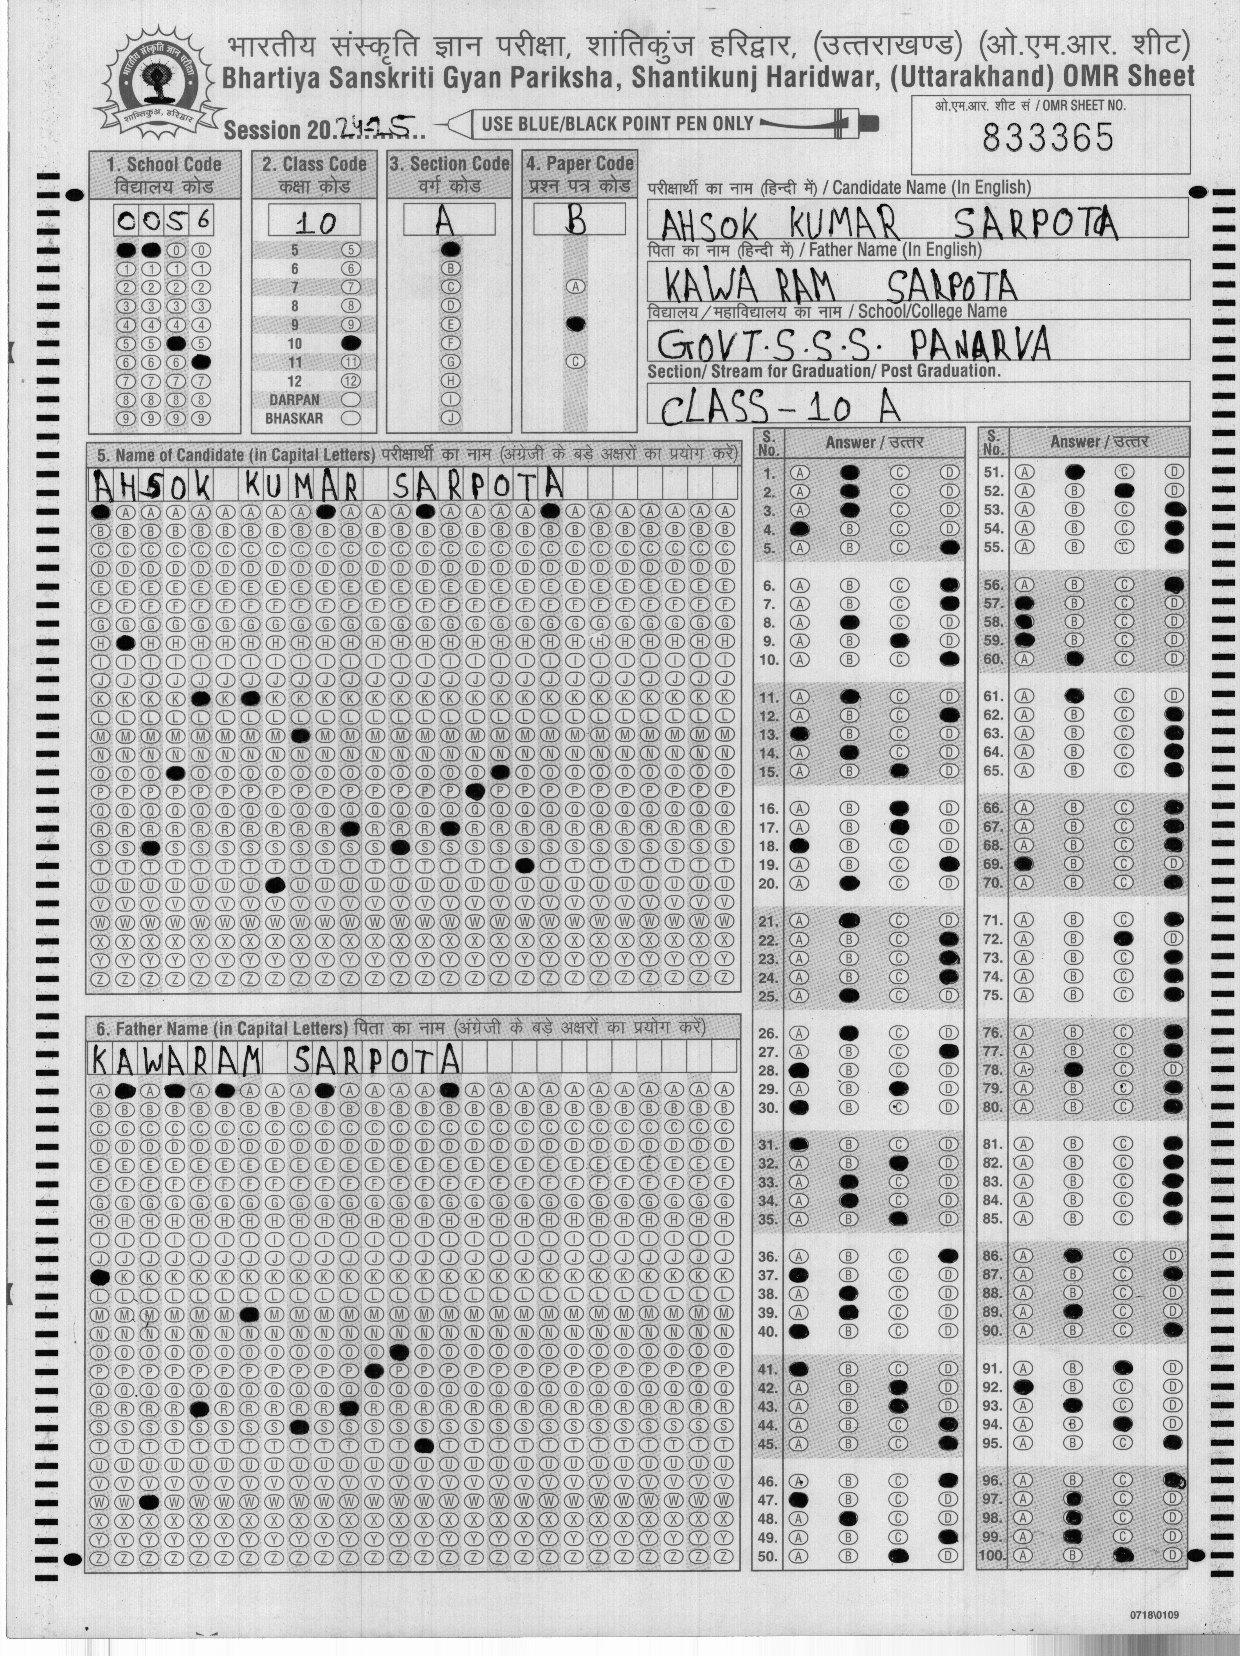 भारतीय संस्कृति ज्ञान परीक्षा, शांतिकुंज हरिद्वार, (उत्तराखण्ड) (ओ.एम.आर. शीट)
Bhartiya Sanskriti Gyan Pariksha, Shantikunj Haridwar, (Uttarakhand) OMR Sheet
Session 2024-25
USE BLUE/BLACK POINT PEN ONLY
ओ.एम.आर. शीट सं / OMR SHEET NO.
833365
1. School Code
विद्यालय कोड
0056
2. Class Code
कक्षा कोड
10
5
6
7
8
9
10
11
12
DARPAN
BHASKAR
3. Section Code
वर्ग कोड
A
4. Paper Code
प्रश्न पत्र कोड
B
परीक्षार्थी का नाम (हिन्दी में) / Candidate Name (In English)
AHSOK KUMAR SARPOTA
पिता का नाम (हिन्दी में) / Father Name (In English)
KAWA RAM SARPOTA
विद्यालय/महाविद्यालय का नाम / School/College Name
GOVT.S.S.S. PANARVA
Section/ Stream for Graduation/ Post Graduation.
CLASS-10 A
5. Name of Candidate (in Capital Letters) परीक्षार्थी का नाम (अंग्रेजी के बड़े अक्षरों का प्रयोग करें)
AHSOK KUMAR SARPOTA
6. Father Name (in Capital Letters) पिता का नाम (अंग्रेजी के बड़े अक्षरों का प्रयोग करें)
KAWARAM SARPOTA
S. No. Answer / उत्तर
S. No. Answer / उत्तर
0718\0109